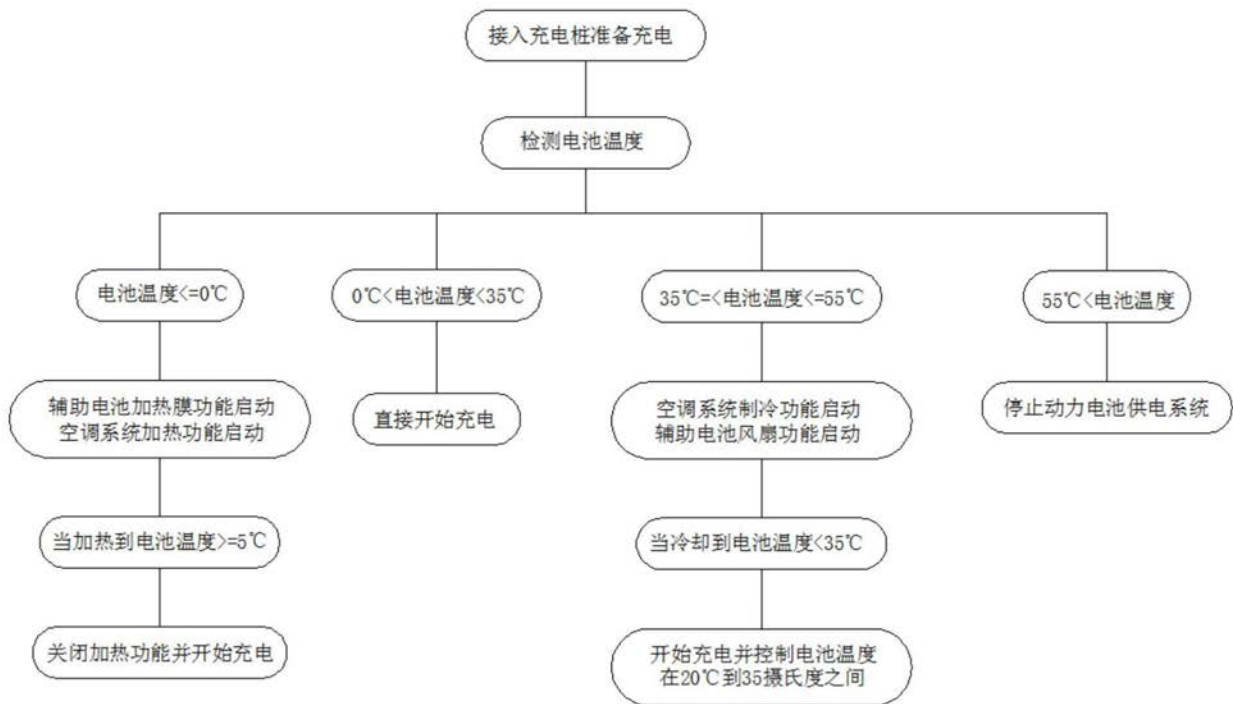 接入充电桩准备充电
检测电池温度
电池温度<=0℃
0℃<电池温度<35℃
35℃=<电池温度<=55℃
55℃<电池温度
辅助电池加热膜功能启动
空调系统加热功能启动
直接开始充电
空调系统制冷功能启动
辅助电池风扇功能启动
停止动力电池供电系统
当加热到电池温度>=5℃
当冷却到电池温度<35℃
关闭加热功能并开始充电
开始充电并控制电池温度
在20℃到35摄氏度之间